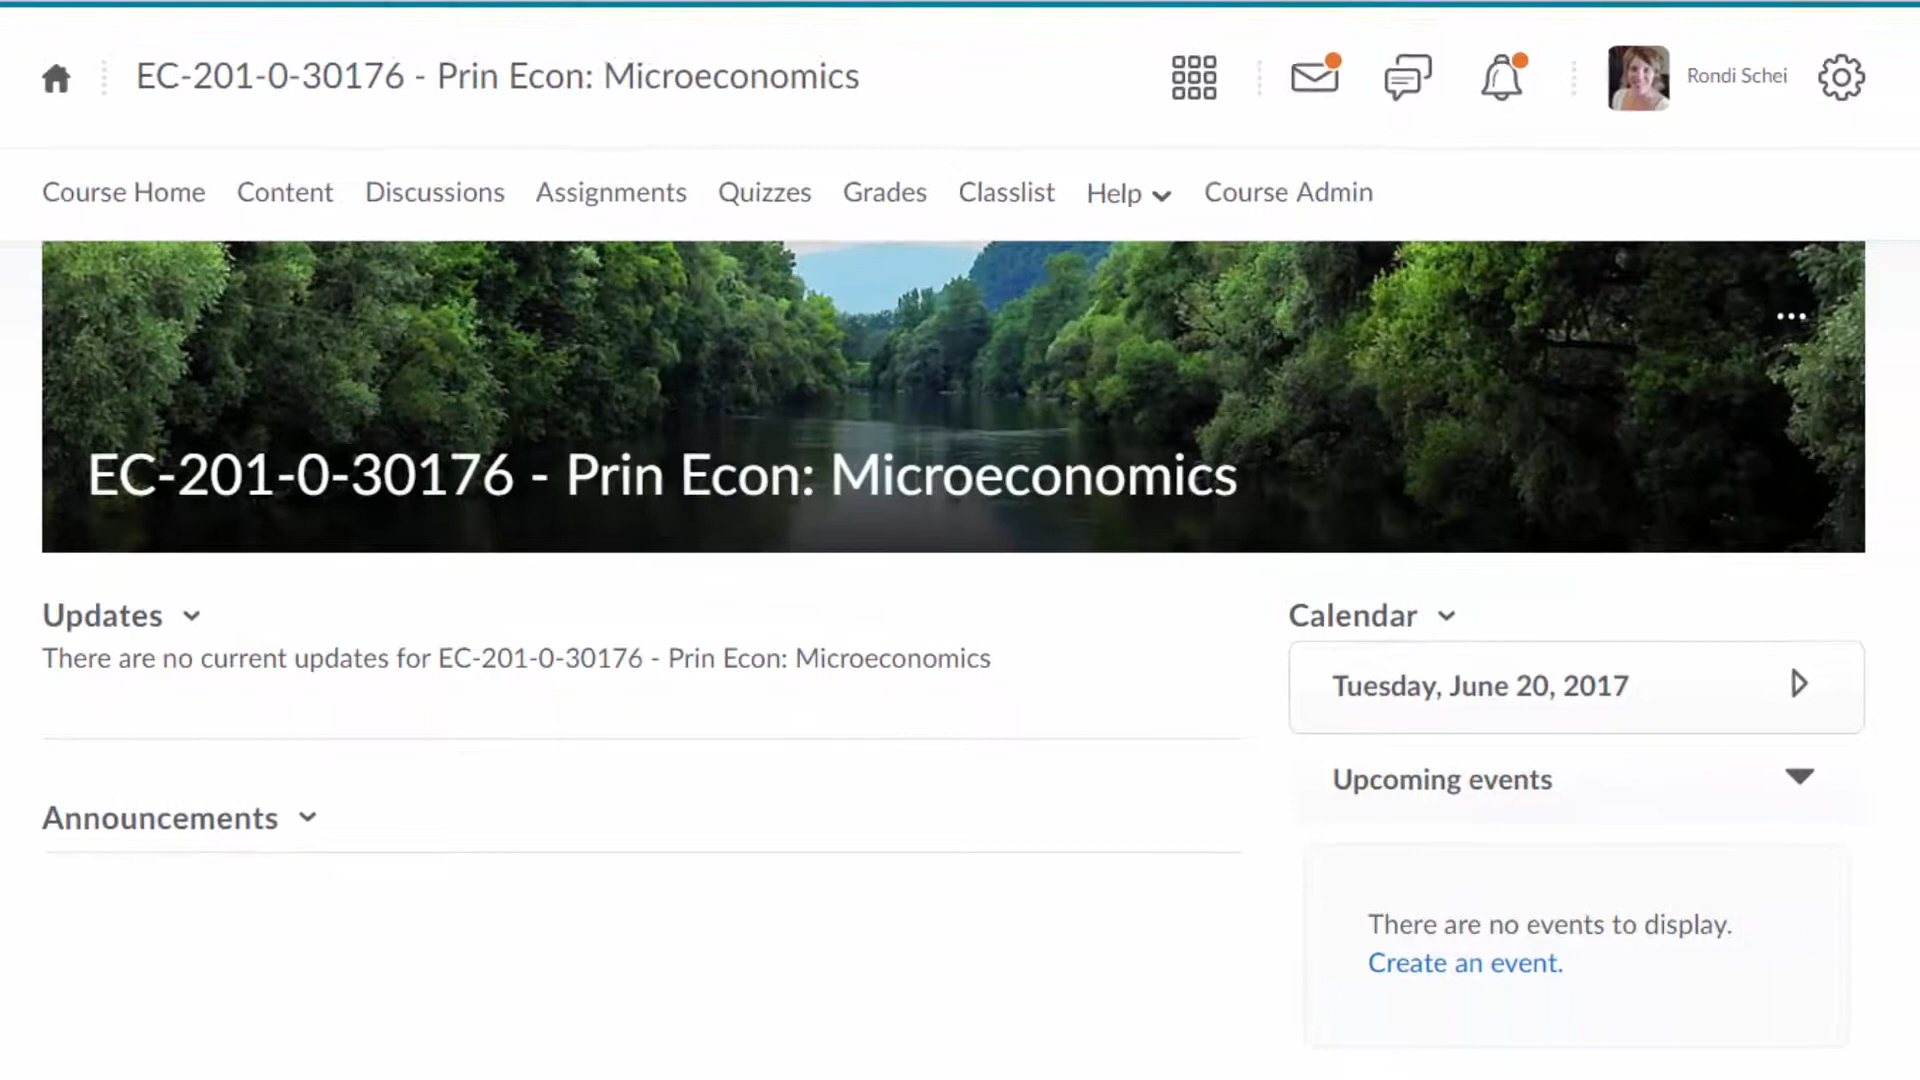 EC-201-0-30176 - Prin Econ: Microeconomics
Rondi Schei
Course Home Content Discussions Assignments Quizzes Grades Classlist Help Course Admin
EC-201-0-30176 - Prin Econ: Microeconomics
Updates
There are no current updates for EC-201-0-30176 - Prin Econ: Microeconomics
Announcements
Calendar
Tuesday, June 20, 2017
Upcoming events
There are no events to display.
Create an event.